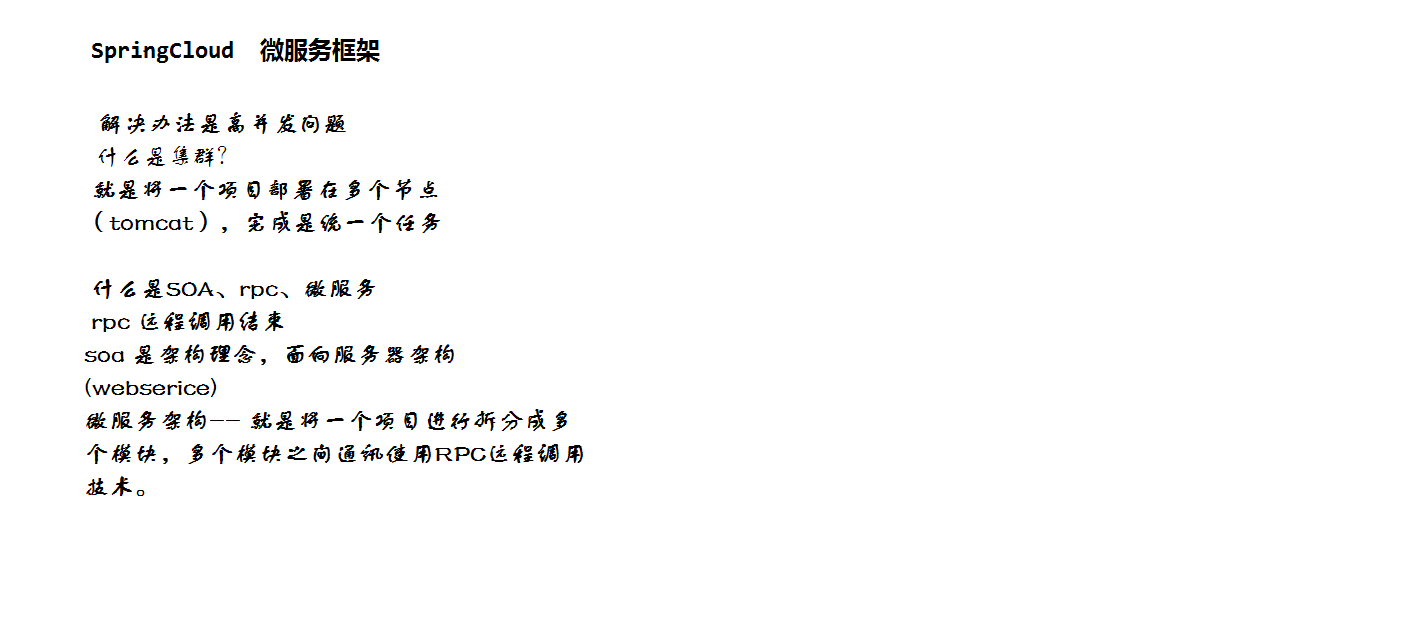 SpringCloud 微服务框架
解决办法是高并发问题
什么是集群？
就是将一个项目部署在多个节点
（tomcat），完成是统一个任务
什么是SOA、rpc、微服务
rpc 远程调用结束
soa 是架构理念，面向服务器架构
(webserice)
微服务架构-- 就是将一个项目进行拆分成多
个模块，多个模块之间通讯使用RPC远程调用
技术。